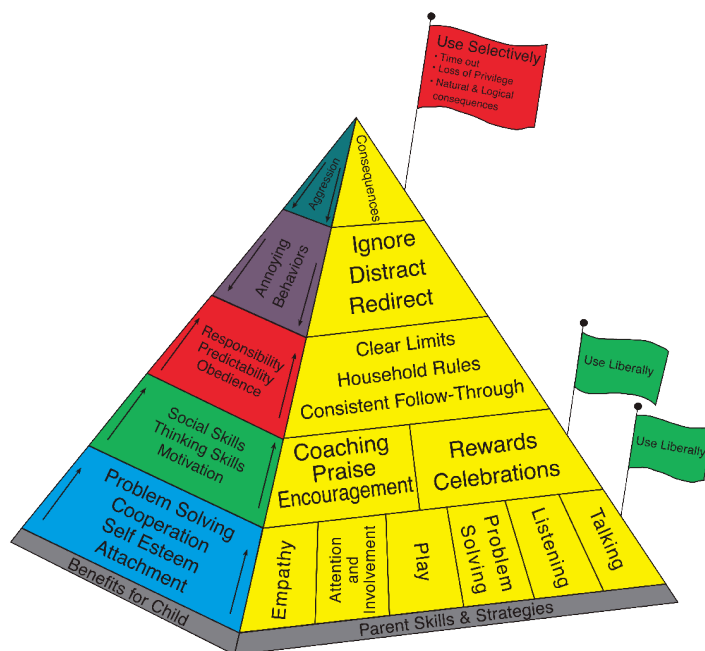 Use Selectively
• Time out
• Loss of Privilege
• Natural & Logical
consequences
Aggression
Consequences
Annoying
Behaviors
Ignore
Distract
Redirect
Responsibility
Predictability
Obedience
Clear Limits
Household Rules
Consistent Follow-Through
Use Liberally
Social Skills
Thinking Skills
Motivation
Coaching
Praise
Encouragement
Rewards
Celebrations
Use Liberally
Problem Solving
Cooperation
Self Esteem
Attachment
Empathy
Attention
and
Involvement
Play
Problem
Solving
Listening
Talking
Benefits for Child
Parent Skills & Strategies